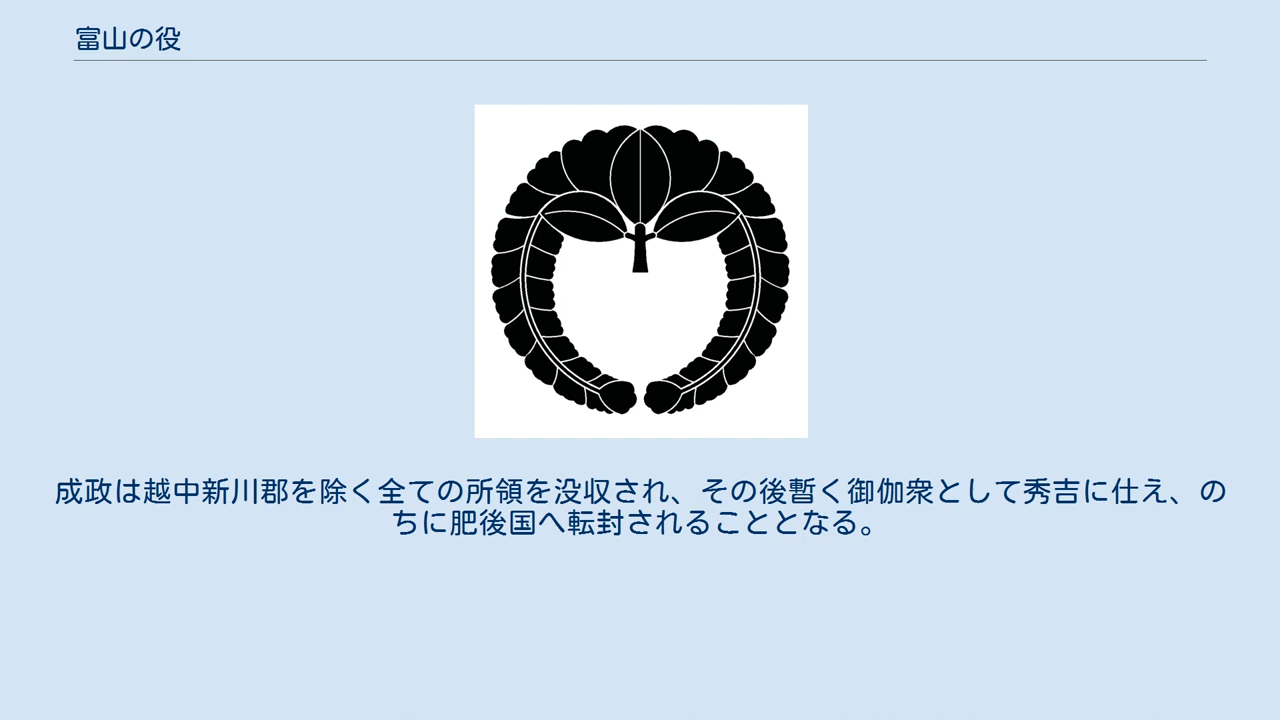 富山の役
成政は越中新川郡を除く全ての所領を没収され、その後暫く御伽衆として秀吉に仕え、の
ちに肥後国へ転封されることとなる。